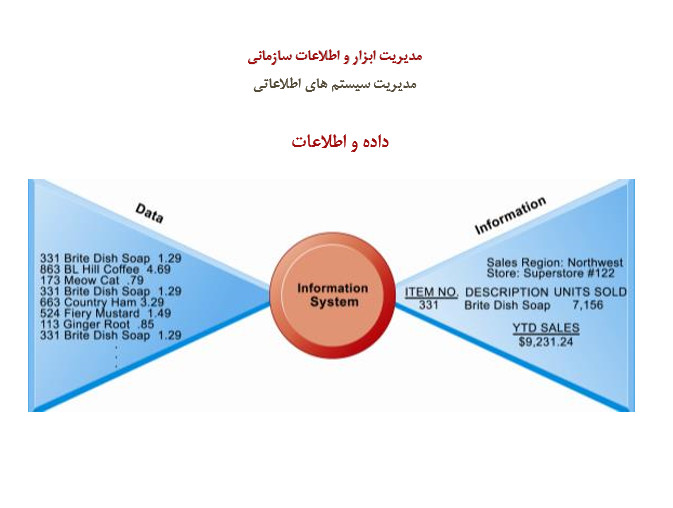 مدیریت ابزار و اطلاعات سازمانی
مدیریت سیستم های اطلاعاتی
داده و اطلاعات
Data
331 Brite Dish Soap 1.29
863 BL Hill Coffee 4.69
173 Meow Cat .79
331 Brite Dish Soap 1.29
663 Country Ham 3.29
524 Fiery Mustard 1.49
113 Ginger Root .85
331 Brite Dish Soap 1.29
Information
System
Information
Sales Region: Northwest
Store: Superstore #122
ITEM NO. DESCRIPTION UNITS SOLD
331 Brite Dish Soap 7,156
YTD SALES
$9,231.24